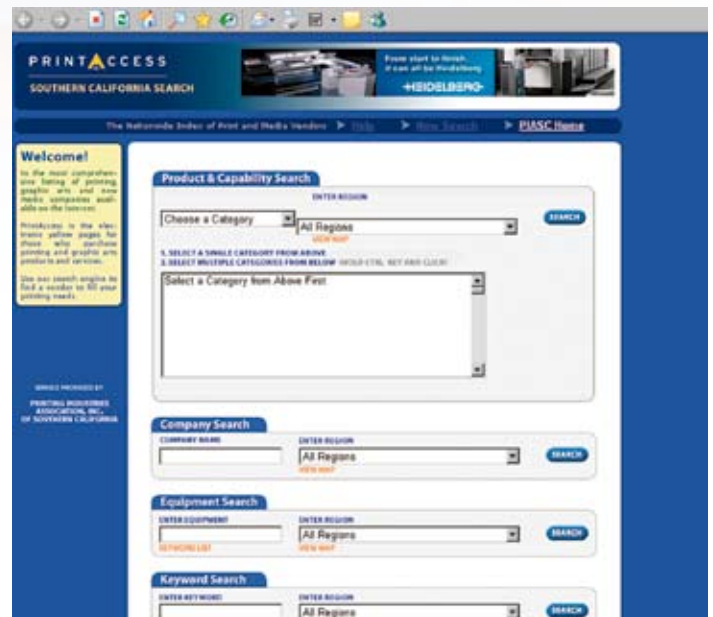 PRINTACCESS
SOUTHERN CALIFORNIA SEARCH
From start to finish,
it can all be Heidelberg
HEIDELBERG
The Nationwide Index of Print and Media Vendors
Help
New Search
PIASC Home
Welcome!
to the most comprehen-
sive listing of printing,
graphic arts and new
media companies avail-
able on the Internet.
PrintAccess is the elec-
tronic yellow pages for
those who purchase
printing and graphic arts
products and services.
Use our search engine to
find a vendor to fill your
printing needs.
SERVICE PROVIDED BY
PRINTING INDUSTRIES
ASSOCIATION, INC.
OF SOUTHERN CALIFORNIA
Product & Capability Search
ENTER REGION
Choose a Category
All Regions
SEARCH
VIEW MAP
1. SELECT A SINGLE CATEGORY FROM ABOVE
2. SELECT MULTIPLE CATEGORIES FROM BELOW (HOLD CTRL KEY AND CLICK)
Select a Category from Above First
Company Search
COMPANY NAME
ENTER REGION
All Regions
SEARCH
VIEW MAP
Equipment Search
ENTER EQUIPMENT
ENTER REGION
All Regions
SEARCH
KEYWORD LIST
VIEW MAP
Keyword Search
ENTER KEYWORD
ENTER REGION
All Regions
SEARCH